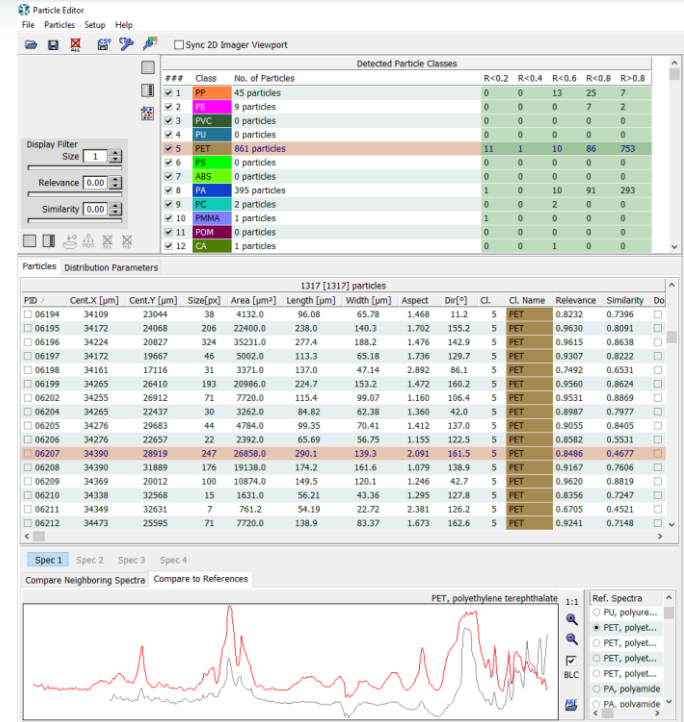 Particle Editor
File Particles Setup Help
ALL
Sync 2D Imager Viewport
Detected Particle Classes
### Class No. of Particles R<0.2 R<0.4 R<0.6 R<0.8 R>0.8
1 PP 45 particles 0 0 13 25 7
2 PE 9 particles 0 0 0 7 2
3 PVC 0 particles 0 0 0 0 0
4 PU 0 particles 0 0 0 0 0
5 PET 861 particles 11 1 10 86 753
6 PS 0 particles 0 0 0 0 0
7 ABS 0 particles 0 0 0 0 0
8 PA 395 particles 1 0 10 91 293
9 PC 2 particles 0 0 2 0 0
10 PMMA 1 particles 1 0 0 0 0
11 POM 0 particles 0 0 0 0 0
12 CA 1 particles 0 0 1 0 0
Display Filter
Size 1
Relevance 0.00
Similarity 0.00
Particles Distribution Parameters
1317 [1317] particles
PID Cent.X [µm] Cent.Y [µm] Size[px] Area [µm²] Length [µm] Width [µm] Aspect Dir[°] Cl. Cl. Name Relevance Similarity Do
06194 34109 23044 38 4132.0 96.08 65.78 1.468 11.2 5 PET 0.8232 0.7396
06195 34172 24068 206 22400.0 238.0 140.3 1.702 155.2 5 PET 0.9630 0.8091
06196 34224 20827 324 35231.0 277.4 188.2 1.476 142.9 5 PET 0.9615 0.8638
06197 34172 19667 46 5002.0 113.3 65.18 1.736 129.7 5 PET 0.9307 0.8222
06198 34161 17116 31 3371.0 137.0 47.14 2.892 86.1 5 PET 0.7492 0.6531
06199 34265 26410 193 20986.0 224.7 153.2 1.472 160.2 5 PET 0.9560 0.8624
06202 34255 26912 71 7720.0 115.4 99.07 1.160 106.4 5 PET 0.9531 0.8869
06204 34265 22437 30 3262.0 84.82 62.38 1.360 42.0 5 PET 0.8987 0.7977
06205 34276 29683 44 4784.0 99.35 70.41 1.412 137.0 5 PET 0.9055 0.8405
06206 34276 22657 22 2392.0 65.69 56.75 1.155 122.5 5 PET 0.8582 0.5531
06207 34390 28919 247 26858.0 290.1 139.3 2.091 161.5 5 PET 0.8486 0.4677
06208 34390 31889 176 19138.0 174.2 161.6 1.079 138.9 5 PET 0.9167 0.7606
06209 34369 20012 100 10874.0 149.5 120.1 1.246 42.7 5 PET 0.9620 0.8819
06210 34338 32568 15 1631.0 56.21 43.36 1.295 127.8 5 PET 0.8356 0.7247
06211 34349 32631 7 761.2 54.19 22.72 2.381 126.2 5 PET 0.6705 0.4521
06212 34473 25595 71 7720.0 138.9 83.37 1.673 162.6 5 PET 0.9241 0.7148
Spec 1 Spec 2 Spec 3 Spec 4
Compare Neighboring Spectra Compare to References
PET, polyethylene terephthalate
1:1
BLC
Ref. Spectra
PU, polyure...
PET, polyet...
PET, polyet...
PET, polyet...
PET, polyet...
PA, polyamide
PA, polyamide